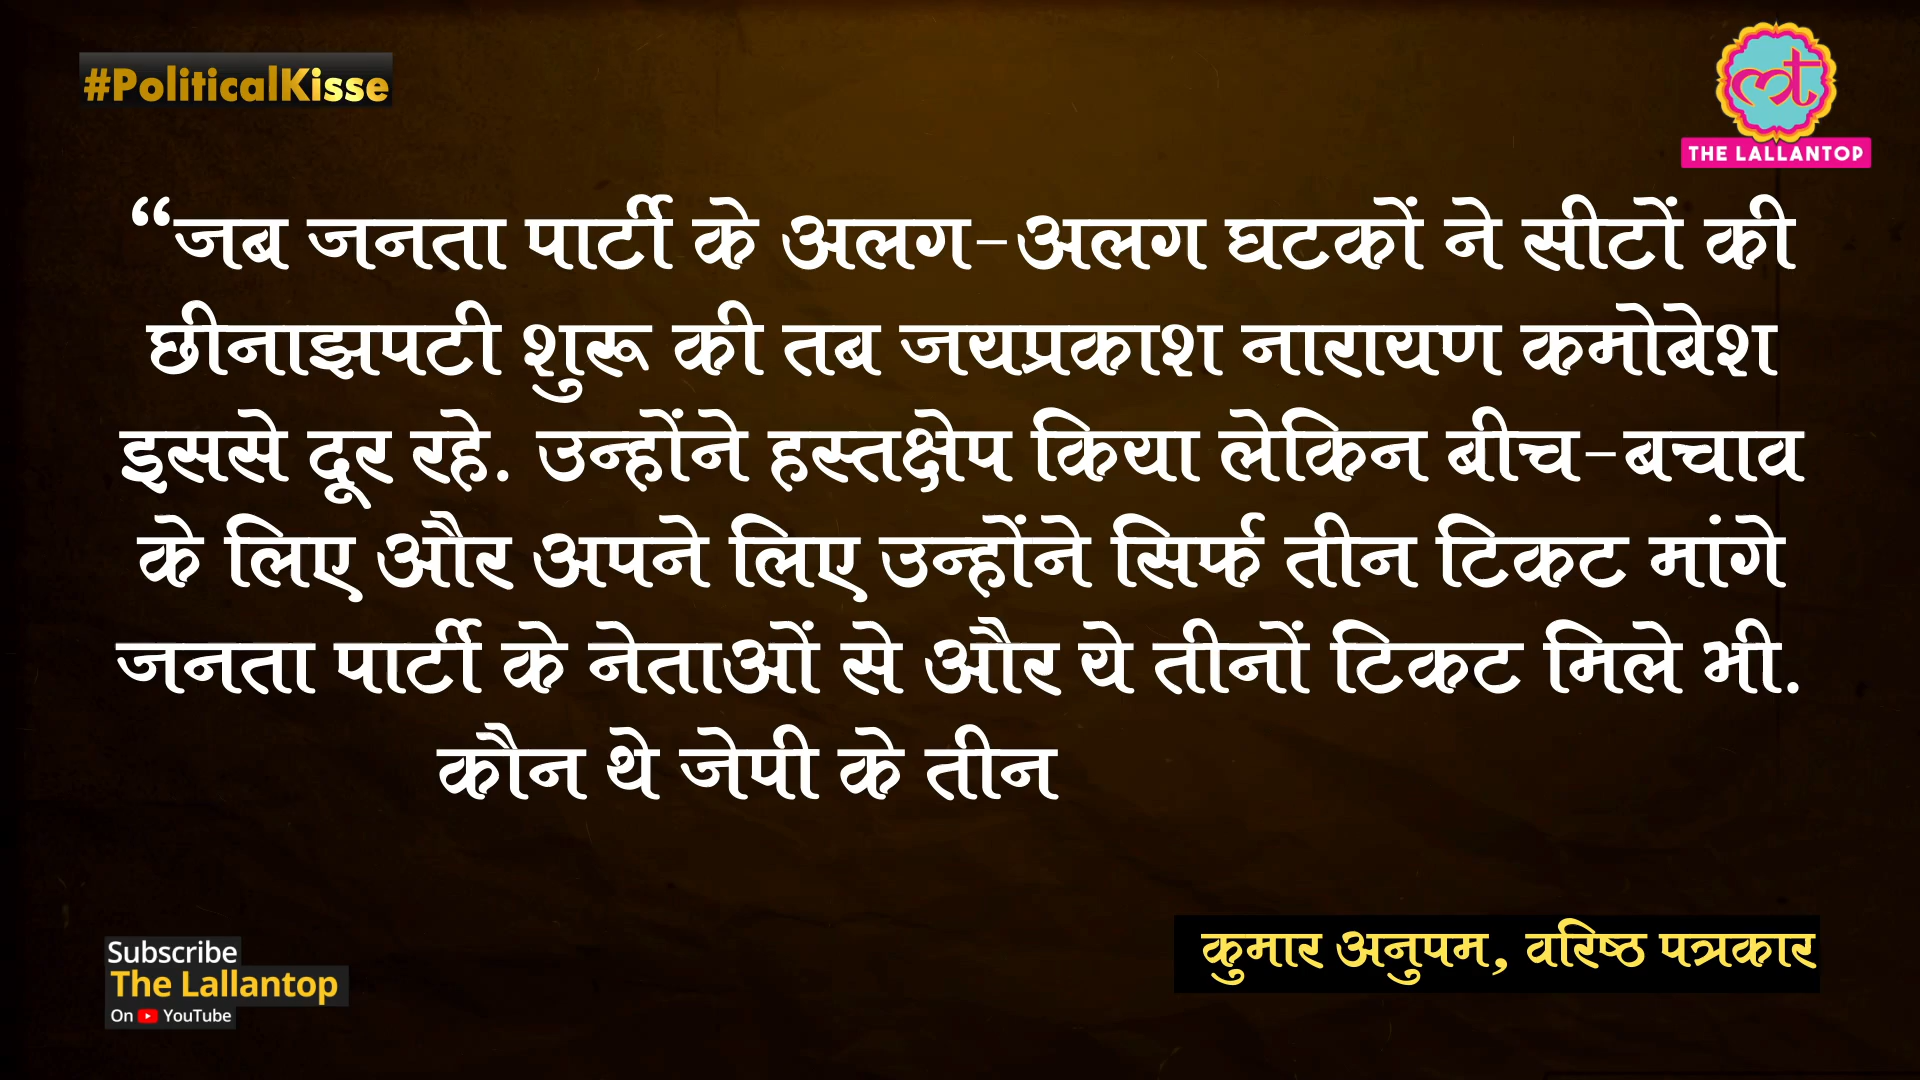 #PoliticalKisse
THE LALLANTOP
“जब जनता पार्टी के अलग-अलग घटकों ने सीटों की
छीनाझपटी शुरू की तब जयप्रकाश नारायण कमोबेश
इससे दूर रहे. उन्होंने हस्तक्षेप किया लेकिन बीच-बचाव
के लिए और अपने लिए उन्होंने सिर्फ तीन टिकट मांगे
जनता पार्टी के नेताओं से और ये तीनों टिकट मिले भी.
कौन थे जेपी के तीन
कुमार अनुपम, वरिष्ठ पत्रकार
Subscribe
The Lallantop
On YouTube